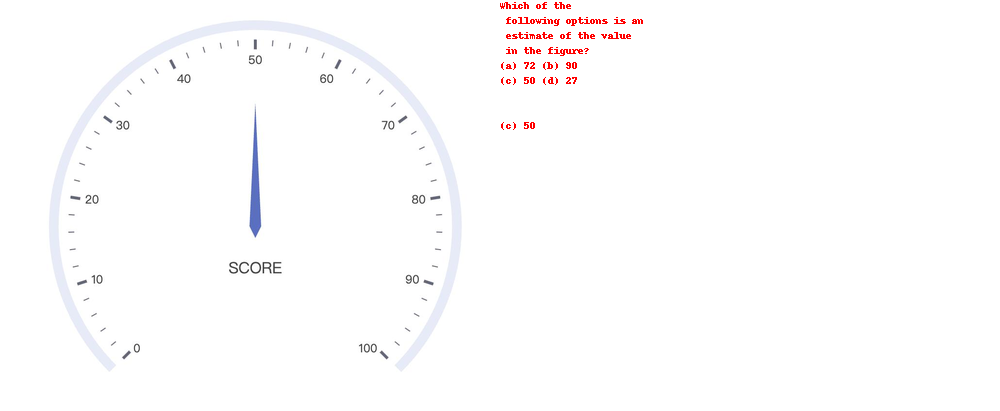 50
40
60
30
70
20
80
SCORE
10
90
0
100
Which of the
following options is an
estimate of the value
in the figure?
(a) 72 (b) 90
(c) 50 (d) 27
(c) 50